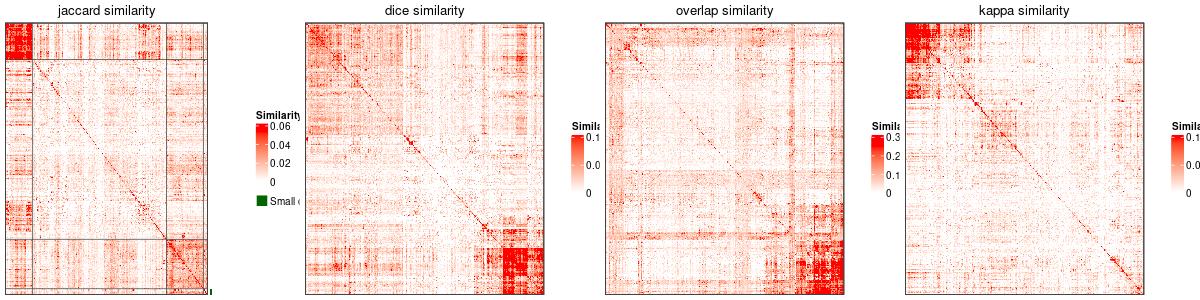 jaccard similarity
dice similarity
overlap similarity
kappa similarity
Similarity
0.06
0.04
0.02
0
Small
0.1
0.0
0
0.3
0.2
0.1
0
0.1
0.0
0